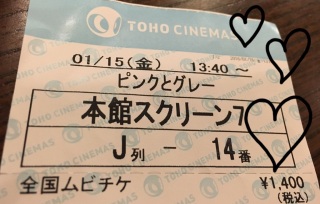 TOHO CINEMAS
01/15(金) 13:40~
ピンクとグレー
本館スクリーン7
J列 - 14番
全国ムビチケ ¥1,400
(税込)